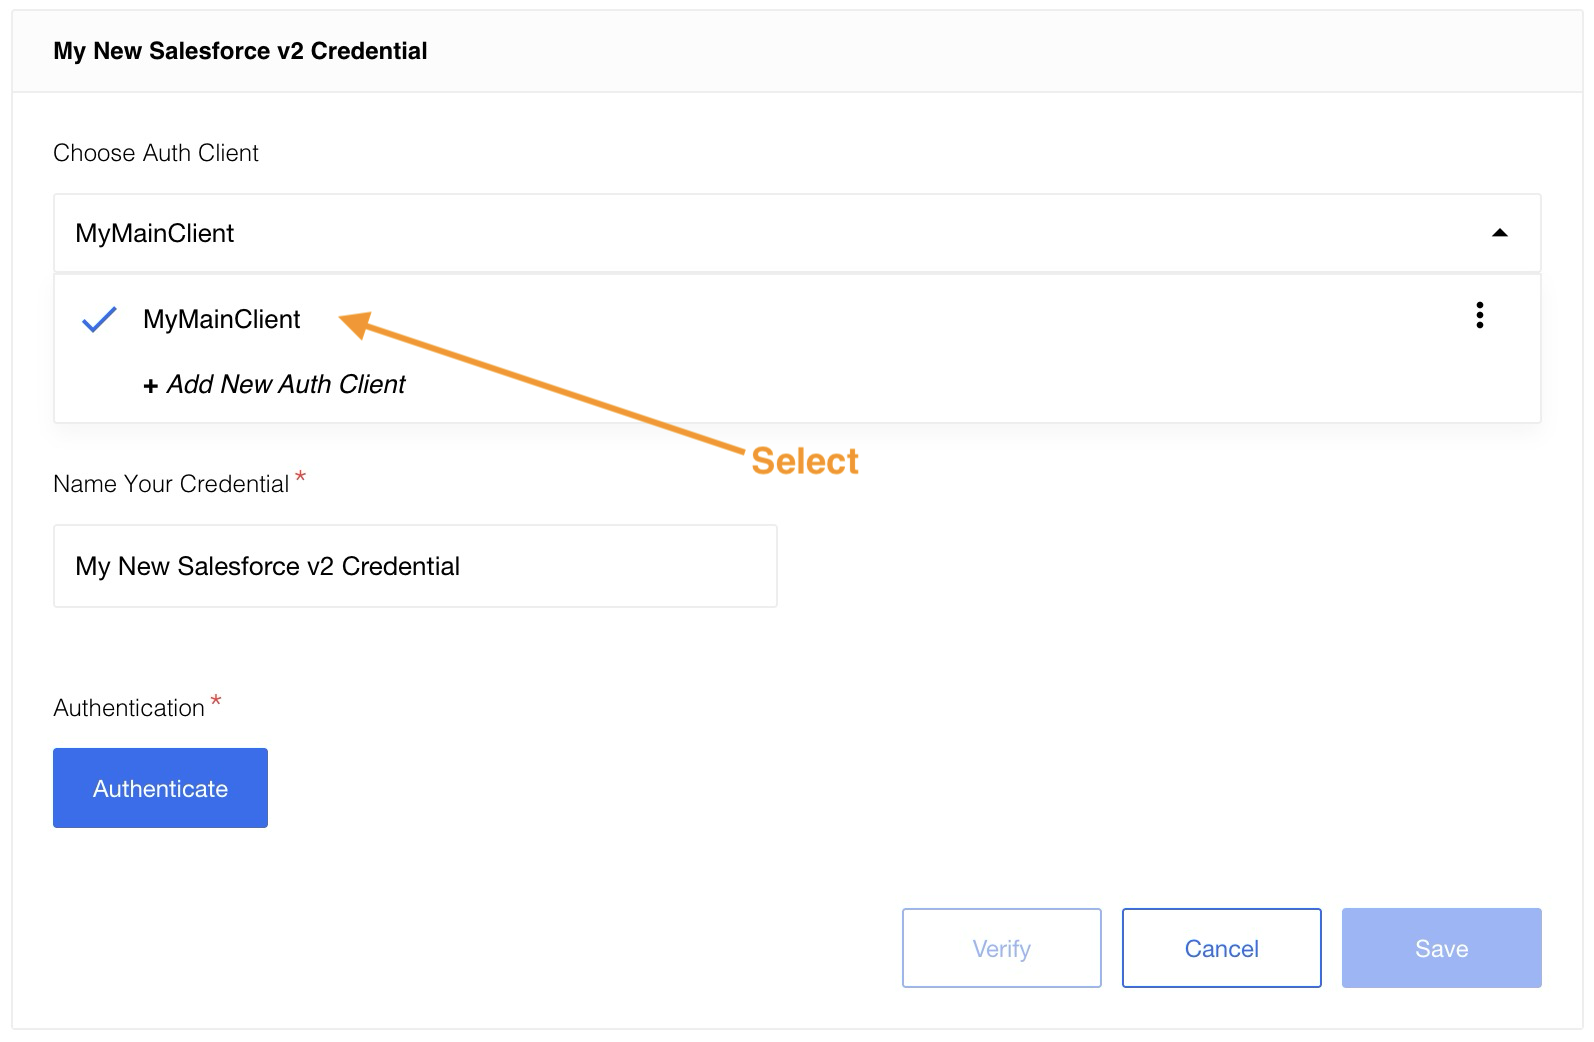 My New Salesforce v2 Credential
Choose Auth Client
MyMainClient
MyMainClient
+ Add New Auth Client
Select
Name Your Credential *
My New Salesforce v2 Credential
Authentication *
Authenticate
Verify
Cancel
Save